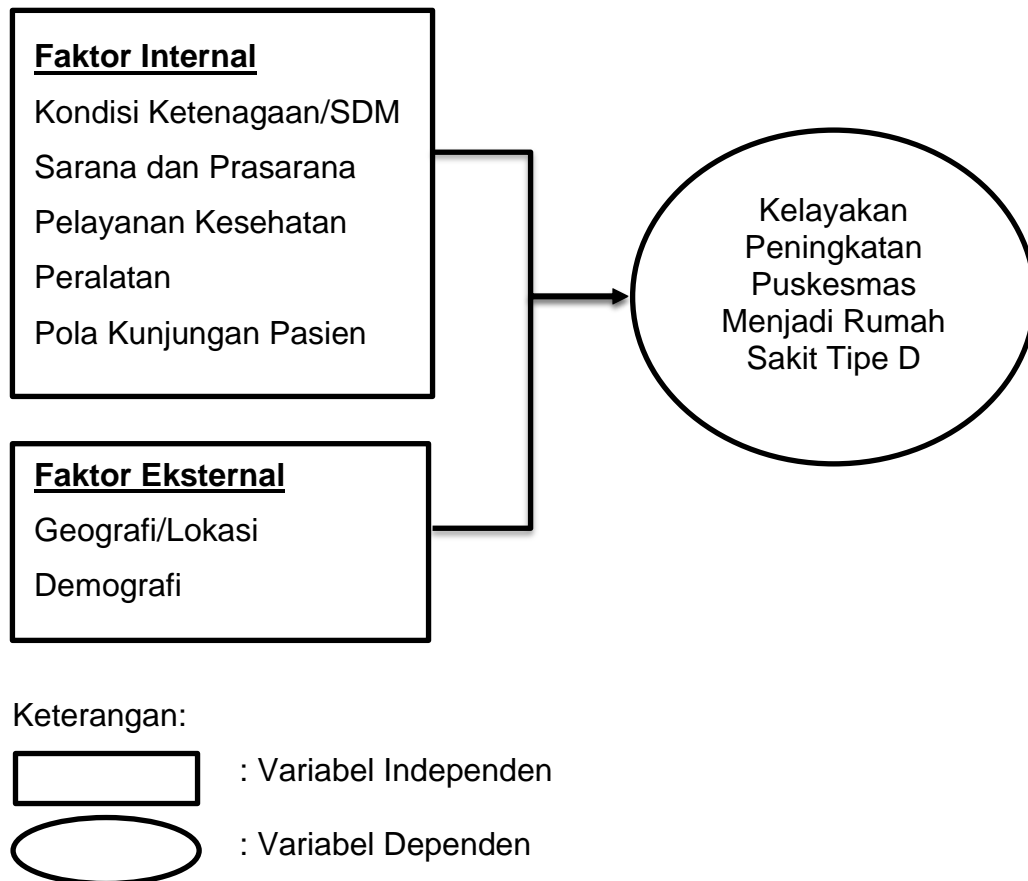 Faktor Internal
Kondisi Ketenagaan/SDM
Sarana dan Prasarana
Pelayanan Kesehatan
Peralatan
Pola Kunjungan Pasien
Faktor Eksternal
Geografi/Lokasi
Demografi
Kelayakan
Peningkatan
Puskesmas
Menjadi Rumah
Sakit Tipe D
Keterangan:
: Variabel Independen
: Variabel Dependen